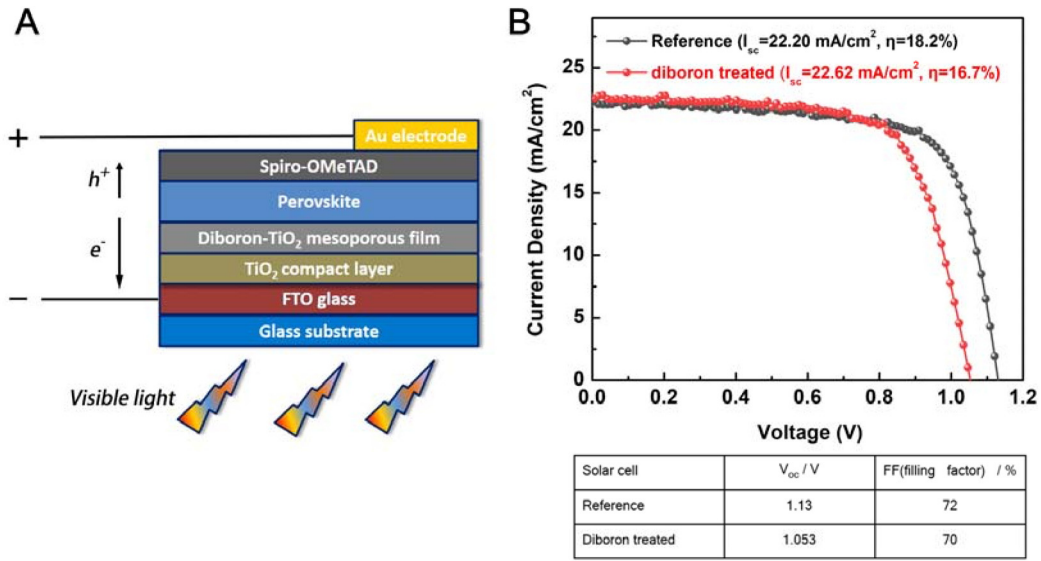 A
+
Au electrode
Spiro-OMeTAD
h⁺
Perovskite
Diboron-TiO₂ mesoporous film
e⁻
TiO₂ compact layer
−
FTO glass
Glass substrate
Visible light
B
Reference (I_sc=22.20 mA/cm², η=18.2%)
diboron treated (I_sc=22.62 mA/cm², η=16.7%)
Current Density (mA/cm²)
25
20
15
10
5
0
0.0 0.2 0.4 0.6 0.8 1.0 1.2
Voltage (V)
Solar cell V_oc / V FF(filling factor) / %
Reference 1.13 72
Diboron treated 1.053 70